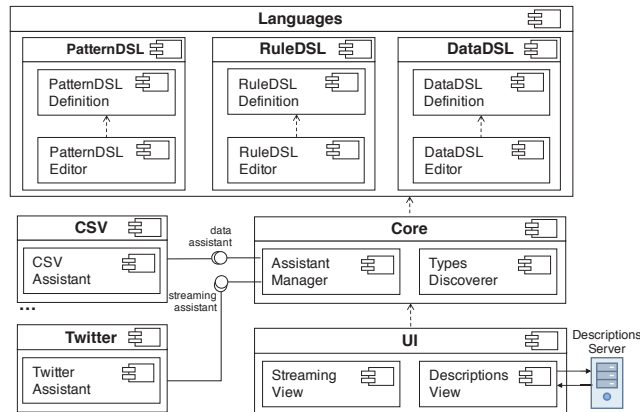 Languages
PatternDSL
RuleDSL
DataDSL
PatternDSL
Definition
RuleDSL
Definition
DataDSL
Definition
PatternDSL
Editor
RuleDSL
Editor
DataDSL
Editor
CSV
data
assistant
Core
CSV
Assistant
Assistant
Manager
Types
Discoverer
...
streaming
assistant
Twitter
UI
Descriptions
Server
Twitter
Assistant
Streaming
View
Descriptions
View